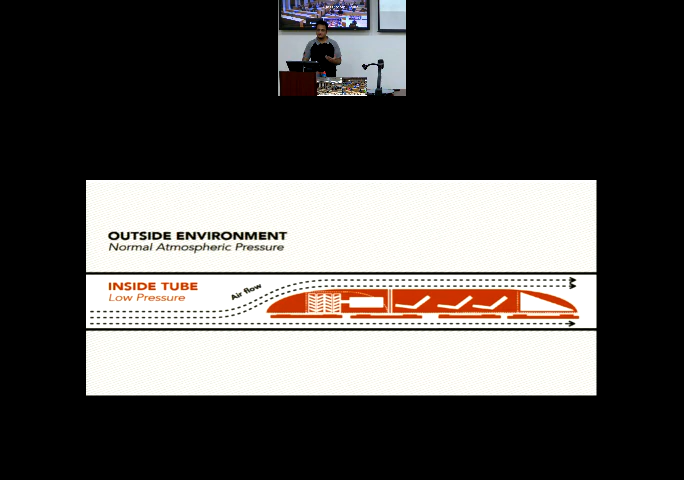 OUTSIDE ENVIRONMENT
Normal Atmospheric Pressure
INSIDE TUBE
Low Pressure
Air flow